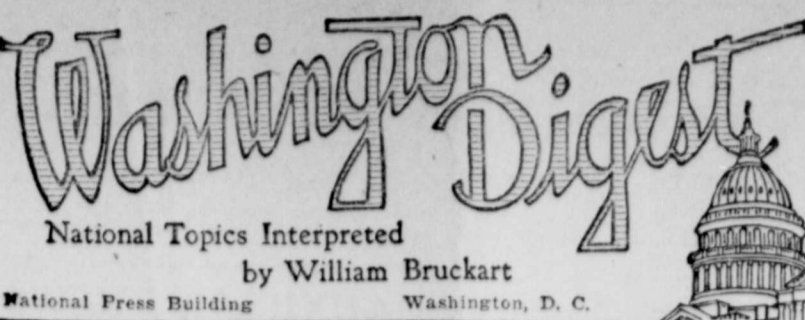 Washington Digest
National Topics Interpreted
by William Bruckart
National Press Building Washington, D. C.